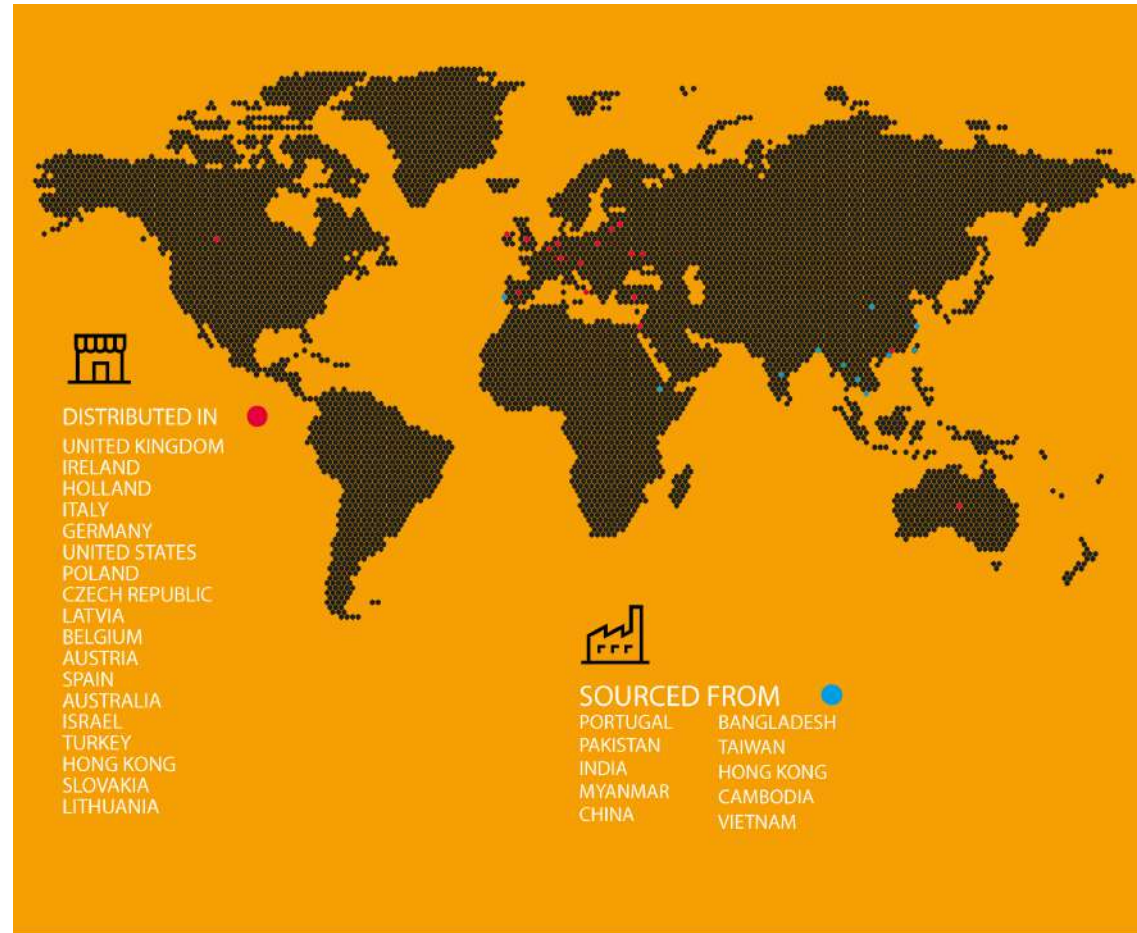 DISTRIBUTED IN
UNITED KINGDOM
IRELAND
HOLLAND
ITALY
GERMANY
UNITED STATES
POLAND
CZECH REPUBLIC
LATVIA
BELGIUM
AUSTRIA
SPAIN
AUSTRALIA
ISRAEL
TURKEY
HONG KONG
SLOVAKIA
LITHUANIA
SOURCED FROM
PORTUGAL
PAKISTAN
INDIA
MYANMAR
CHINA
BANGLADESH
TAIWAN
HONG KONG
CAMBODIA
VIETNAM